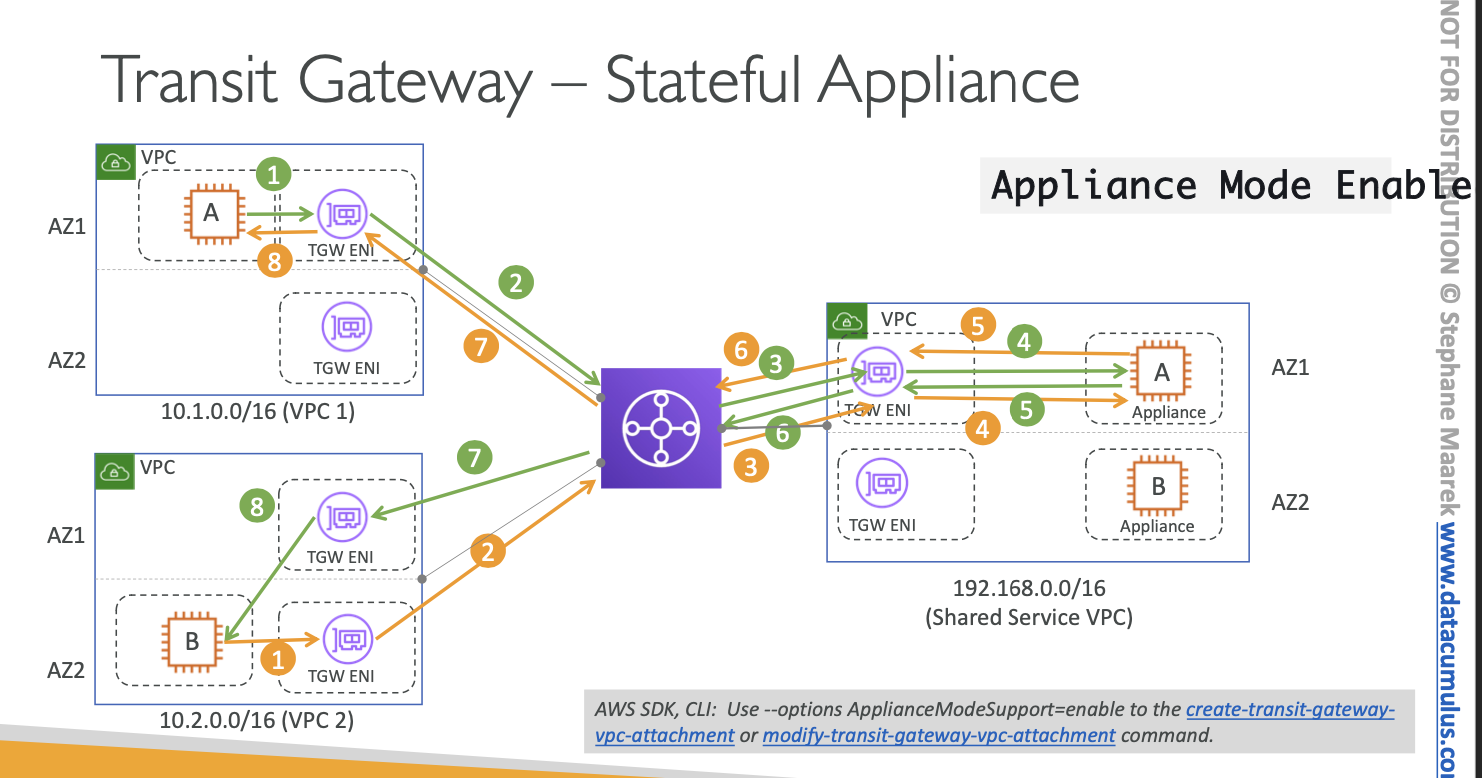 Transit Gateway – Stateful Appliance
Appliance Mode Enable
VPC
1
A
TGW ENI
8
AZ1
2
7
TGW ENI
AZ2
10.1.0.0/16 (VPC 1)
VPC
7
8
TGW ENI
AZ1
2
B
1
TGW ENI
AZ2
10.2.0.0/16 (VPC 2)
VPC
5
4
6
3
A
AZ1
TGW ENI
5
Appliance
4
6
3
B
TGW ENI
Appliance
AZ2
192.168.0.0/16
(Shared Service VPC)
AWS SDK, CLI: Use --options ApplianceModeSupport=enable to the create-transit-gateway-
vpc-attachment or modify-transit-gateway-vpc-attachment command.
NOT FOR DISTRIBUTION © Stephane Maarek www.datacumulus.co